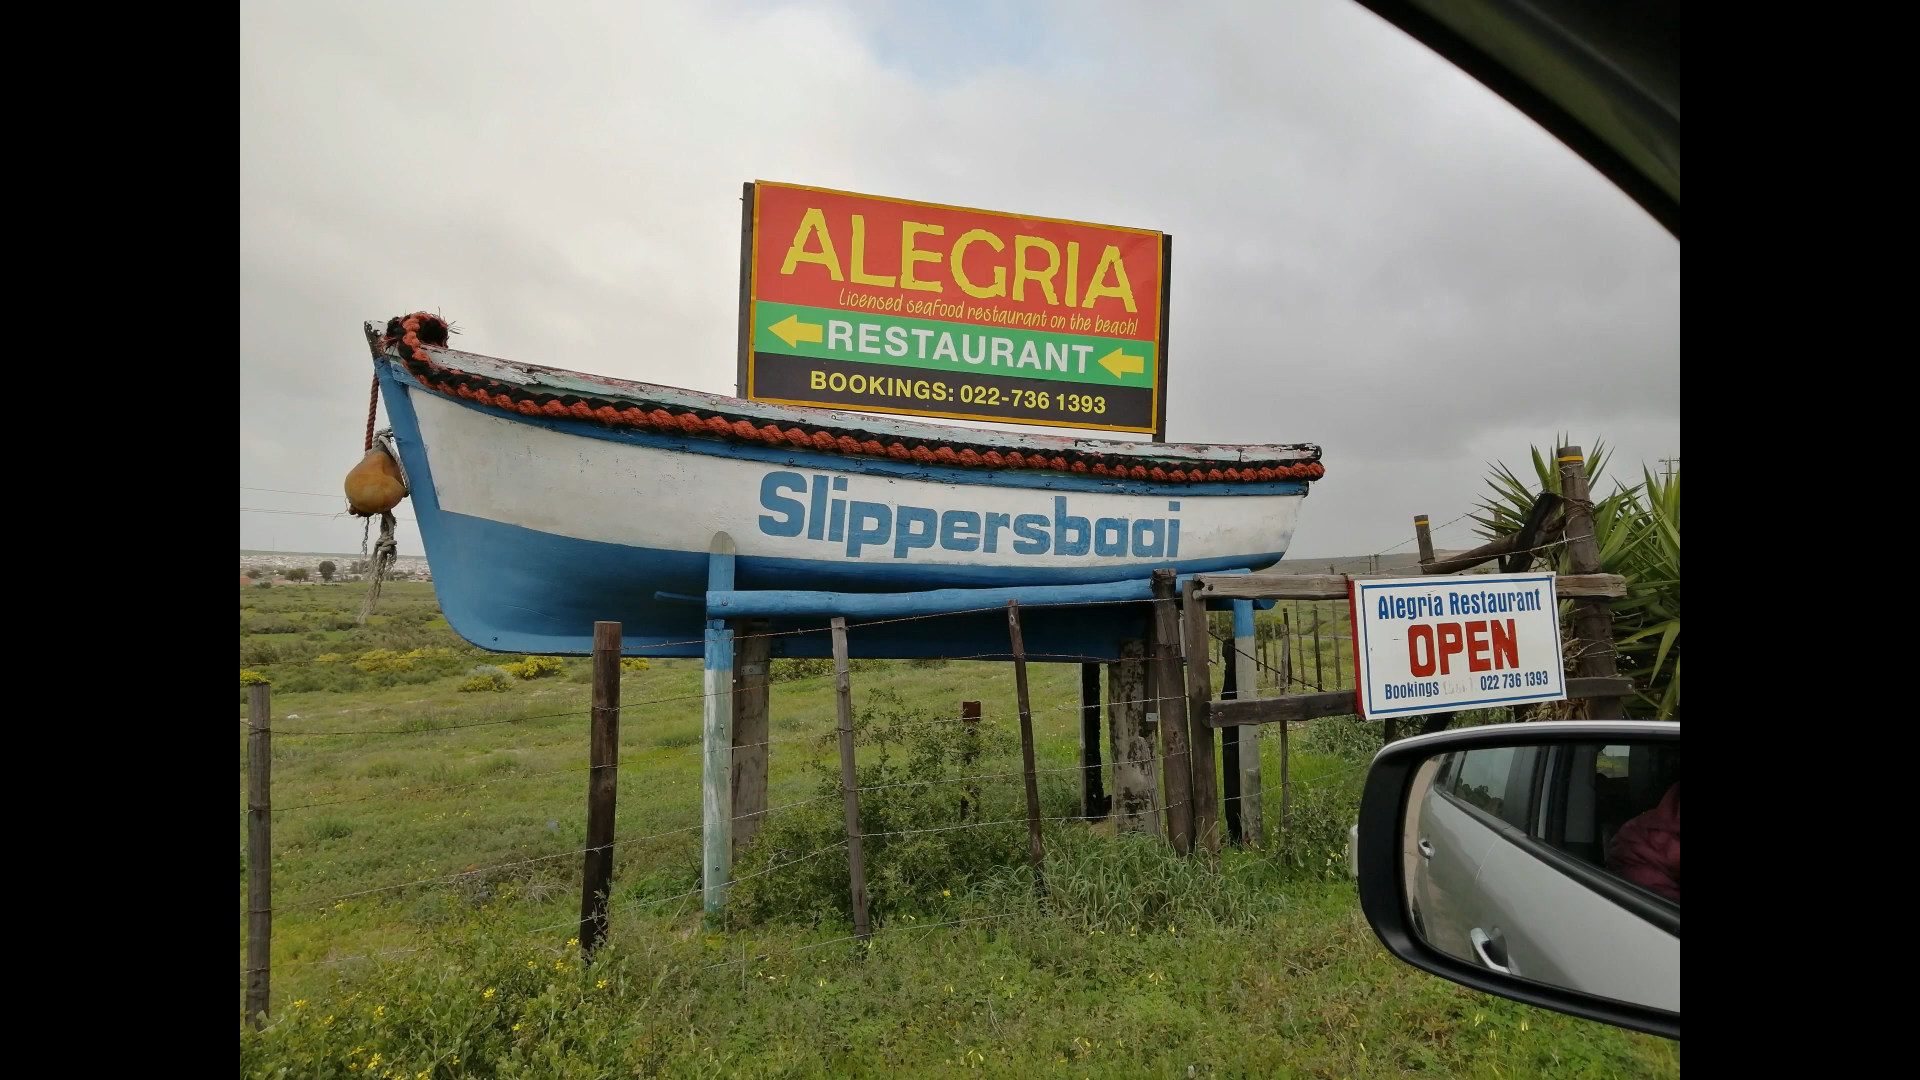 ALEGRIA
Licensed seafood restaurant on the beach!
RESTAURANT
BOOKINGS: 022-736 1393
Slippersbaai
Alegria Restaurant
OPEN
Bookings 022 736 1393